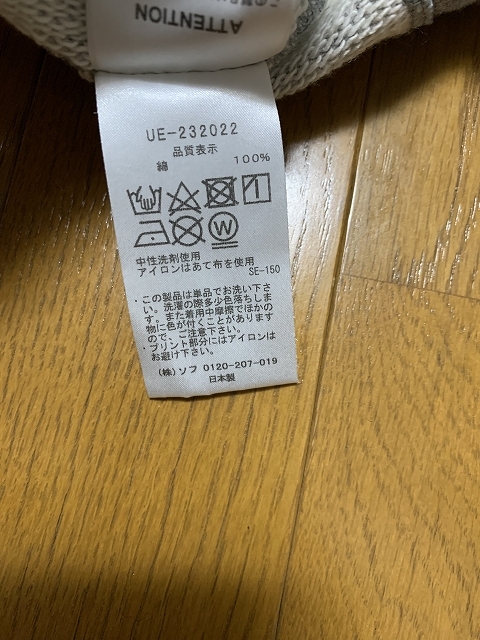 ATTENTION
UE-232022
品質表示
綿 100%
中性洗剤使用
アイロンはあて布を使用
SE-150
・この製品は単品でお洗い下さ
い。洗濯の際多少色落ちしま
す。また着用中摩擦でほかの
物に色が付くことがあります
ので、ご注意下さい。
・プリント部分にはアイロンは
お避け下さい。
(株)ソフ 0120-207-019
日本製